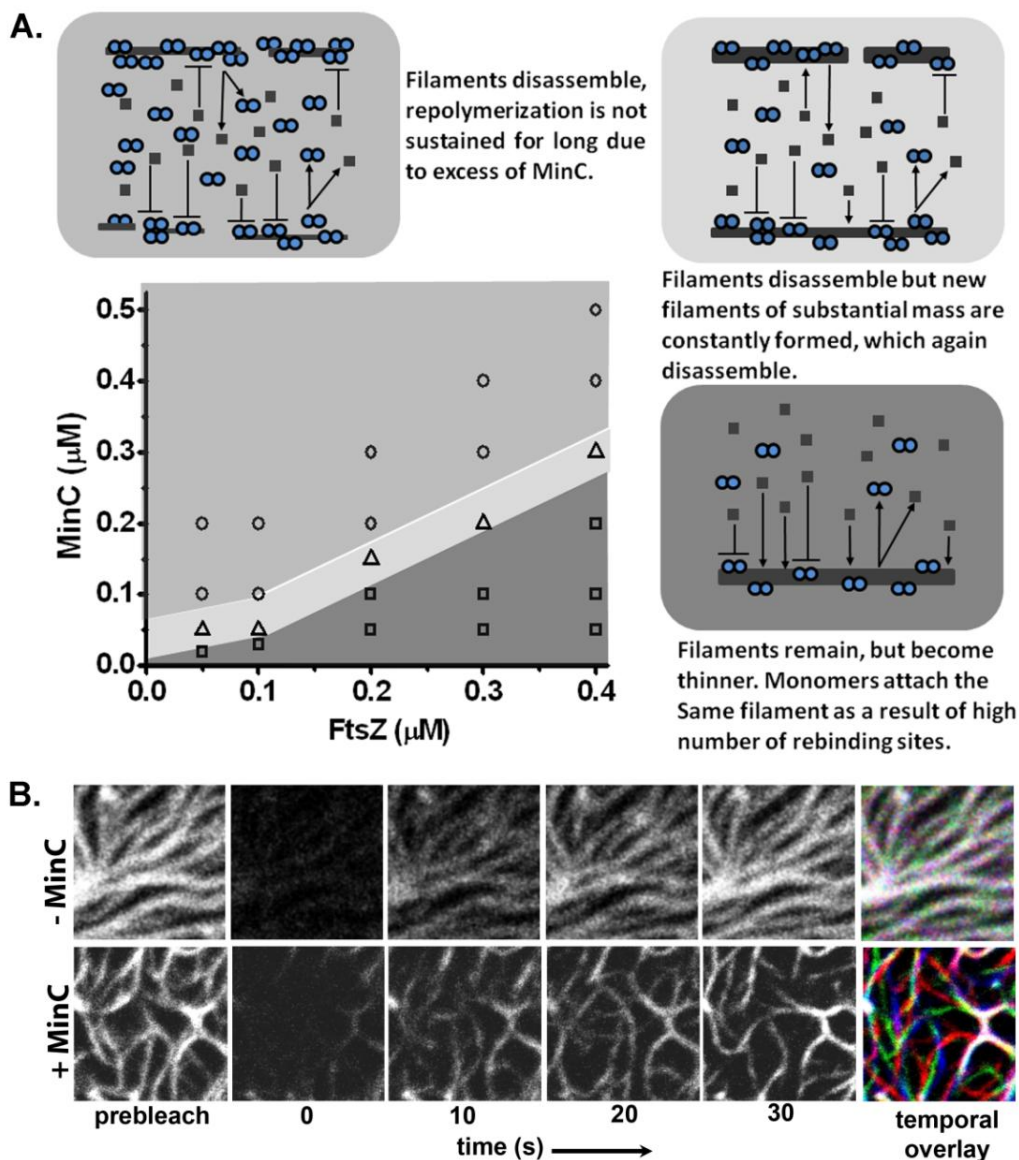 A.
Filaments disassemble,
repolymerization is not
sustained for long due
to excess of MinC.
Filaments disassemble but new
filaments of substantial mass are
constantly formed, which again
disassemble.
0.5
0.4
0.3
0.2
0.1
0.0
MinC (μM)
0.0 0.1 0.2 0.3 0.4
FtsZ (μM)
Filaments remain, but become
thinner. Monomers attach the
Same filament as a result of high
number of rebinding sites.
B.
- MinC
+ MinC
prebleach 0 10 20 30 temporal
overlay
time (s)